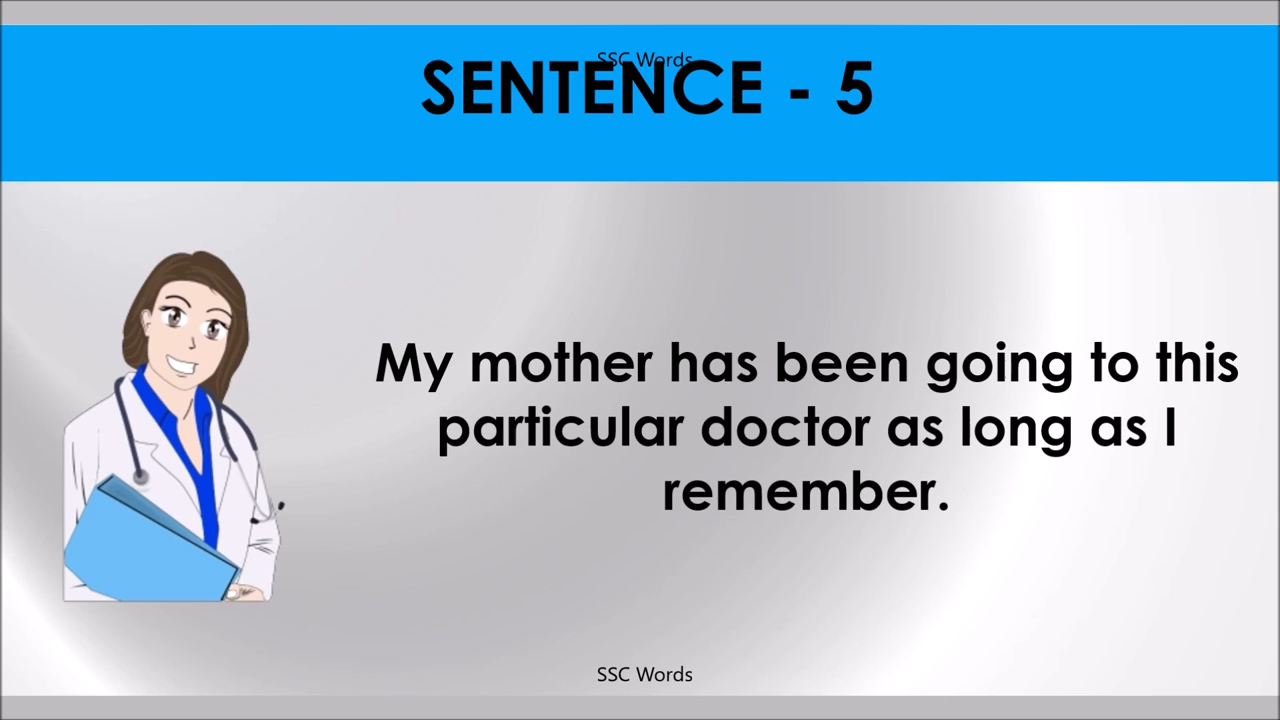 SSC Words
SENTENCE - 5
My mother has been going to this
particular doctor as long as I
remember.
SSC Words